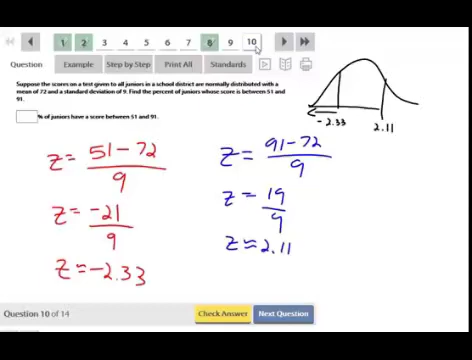 1 2 3 4 5 6 7 8 9 10
Question Example Step by Step Print All Standards
Suppose the scores on a test given to all juniors in a school district are normally distributed with a
mean of 72 and a standard deviation of 9. Find the percent of juniors whose score is between 51 and
91.
% of juniors have a score between 51 and 91.
-2.33 2.11
z = 51 - 72 / 9
z = -21 / 9
z ≈ -2.33
z = 91 - 72 / 9
z = 19 / 9
z ≈ 2.11
Question 10 of 14 Check Answer Next Question